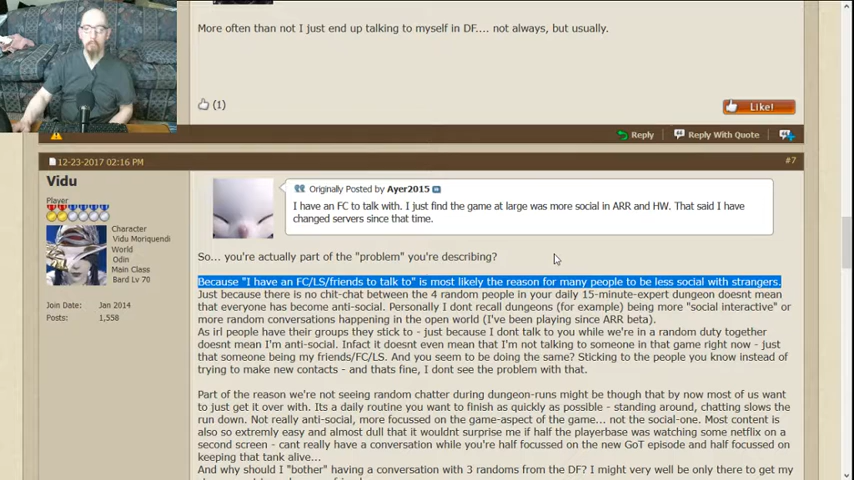 More often than not I just end up talking to myself in DF.... not always, but usually.
(1)
Like!
Reply
Reply With Quote
12-23-2017 02:16 PM
#7
Vidu
Player
Character
Vidu Moriquendi
World
Odin
Main Class
Bard Lv 70
Join Date: Jan 2014
Posts: 1,558
Originally Posted by Ayer2015
I have an FC to talk with. I just find the game at large was more social in ARR and HW. That said I have
changed servers since that time.
So... you're actually part of the "problem" you're describing?
Because "I have an FC/LS/friends to talk to" is most likely the reason for many people to be less social with strangers.
Just because there is no chit-chat between the 4 random people in your daily 15-minute-expert dungeon doesnt mean
that everyone has become anti-social. Personally I dont recall dungeons (for example) being more "social interactive" or
more random conversations happening in the open world (I've been playing since ARR beta).
As irl people have their groups they stick to - just because I dont talk to you while we're in a random duty together
doesnt mean I'm anti-social. Infact it doesnt even mean that I'm not talking to someone in that game right now - just
that someone being my friends/FC/LS. And you seem to be doing the same? Sticking to the people you know instead of
trying to make new contacts - and thats fine, I dont see the problem with that.
Part of the reason we're not seeing random chatter during dungeon-runs might be though that by now most of us want
to just get it over with. Its a daily routine you want to finish as quickly as possible - standing around, chatting slows the
run down. Not really anti-social, more focussed on the game-aspect of the game... not the social-one. Most content is
also so extremly easy and almost dull that it wouldnt surprise me if half the playerbase was watching some netflix on a
second screen - cant really have a conversation while you're half focussed on the new GoT episode and half focussed on
keeping that tank alive...
And why should I "bother" having a conversation with 3 randoms from the DF? I might very well be only there to get my